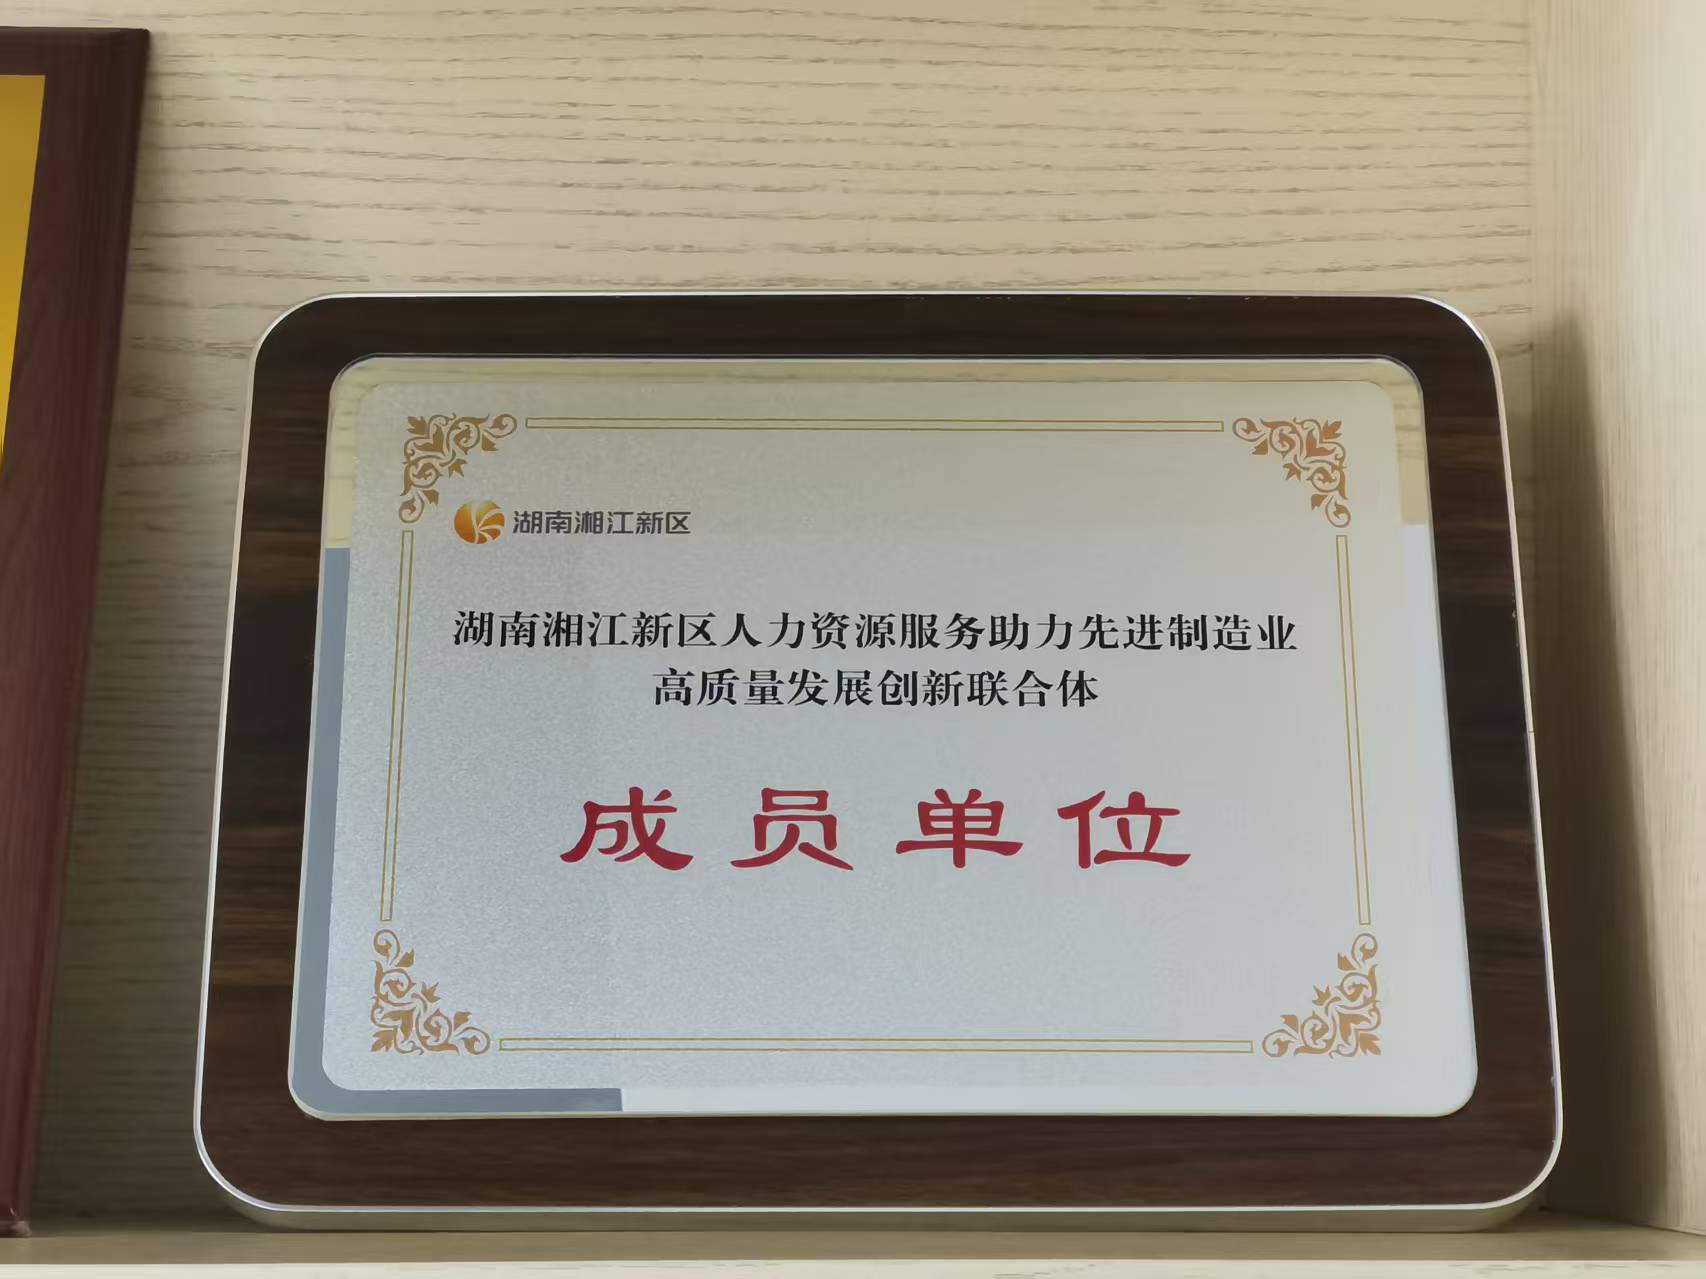 湖南湘江新区
湖南湘江新区人力资源服务助力先进制造业
高质量发展创新联合体
成员单位